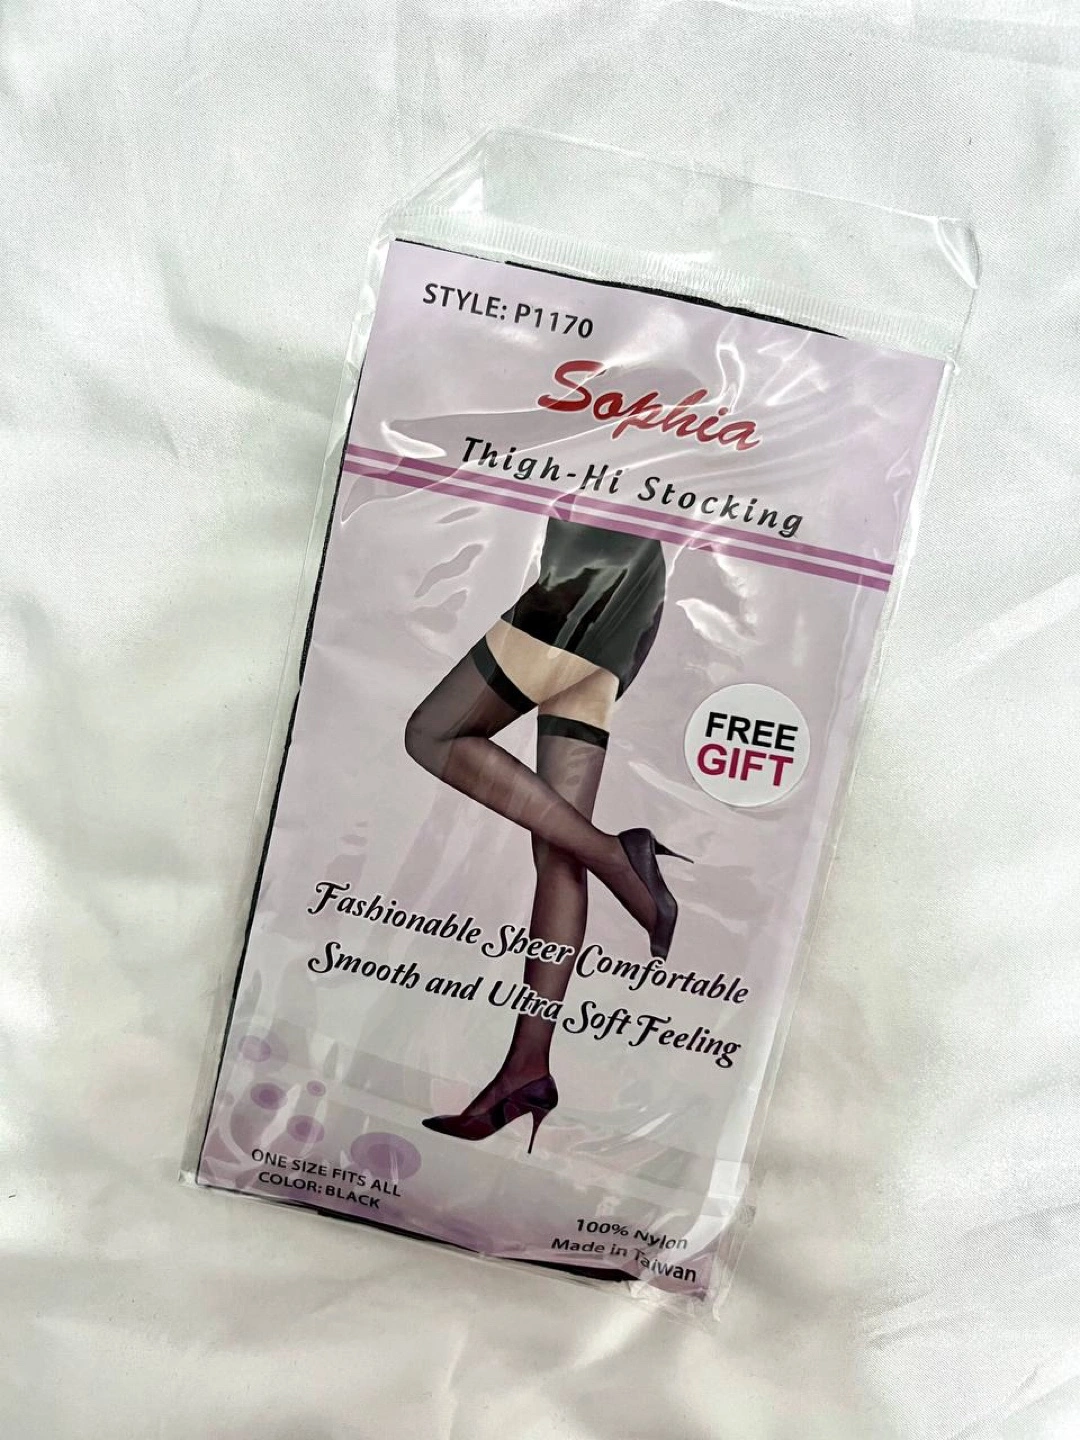 STYLE: P1170
Sophia
Thigh-Hi Stocking
FREE
GIFT
Fashionable Sheer Comfortable
Smooth and Ultra Soft Feeling
ONE SIZE FITS ALL
COLOR: BLACK
100% Nylon
Made in Taiwan